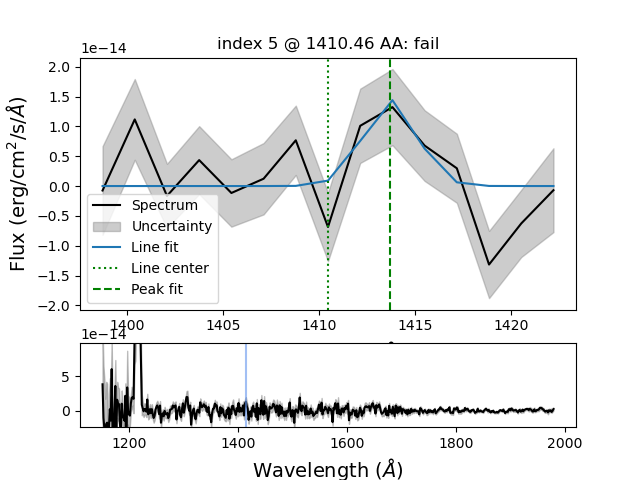 index 5 @ 1410.46 AA: fail
1e−14
2.0
1.5
1.0
0.5
0.0
−0.5
−1.0
−1.5
−2.0
Flux (erg/cm²/s/Å)
Spectrum
Uncertainty
Line fit
Line center
Peak fit
1400 1405 1410 1415 1420
1e−14
5
0
1200 1400 1600 1800 2000
Wavelength (Å)